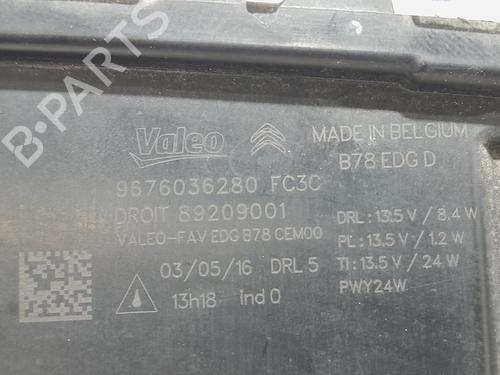 Valeo
MADE IN BELGIUM
B78 EDG D
9676036280 FC3C
DROIT 89209001
VALEO-FAV EDG B78 CEM00
03/05/16 DRL 5
13h18 ind 0
DRL : 13.5 V / 8.4 W
PL : 13.5 V / 1.2 W
TI : 13.5 V / 24 W
PWY24W